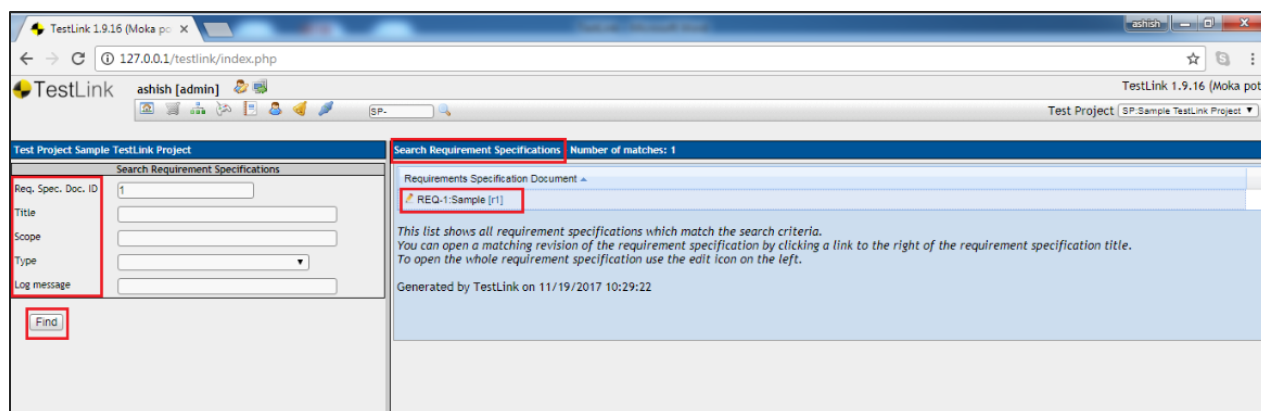 TestLink 1.9.16 (Moka po
ashish
127.0.0.1/testlink/index.php
TestLink ashish [admin]
TestLink 1.9.16 (Moka pot
SP-
Test Project SP:Sample TestLink Project
Test Project Sample TestLink Project
Search Requirement Specifications
Req. Spec. Doc. ID 1
Title
Scope
Type
Log message
Find
Search Requirement Specifications Number of matches: 1
Requirements Specification Document
REQ-1:Sample [r1]
This list shows all requirement specifications which match the search criteria.
You can open a matching revision of the requirement specification by clicking a link to the right of the requirement specification title.
To open the whole requirement specification use the edit icon on the left.
Generated by TestLink on 11/19/2017 10:29:22